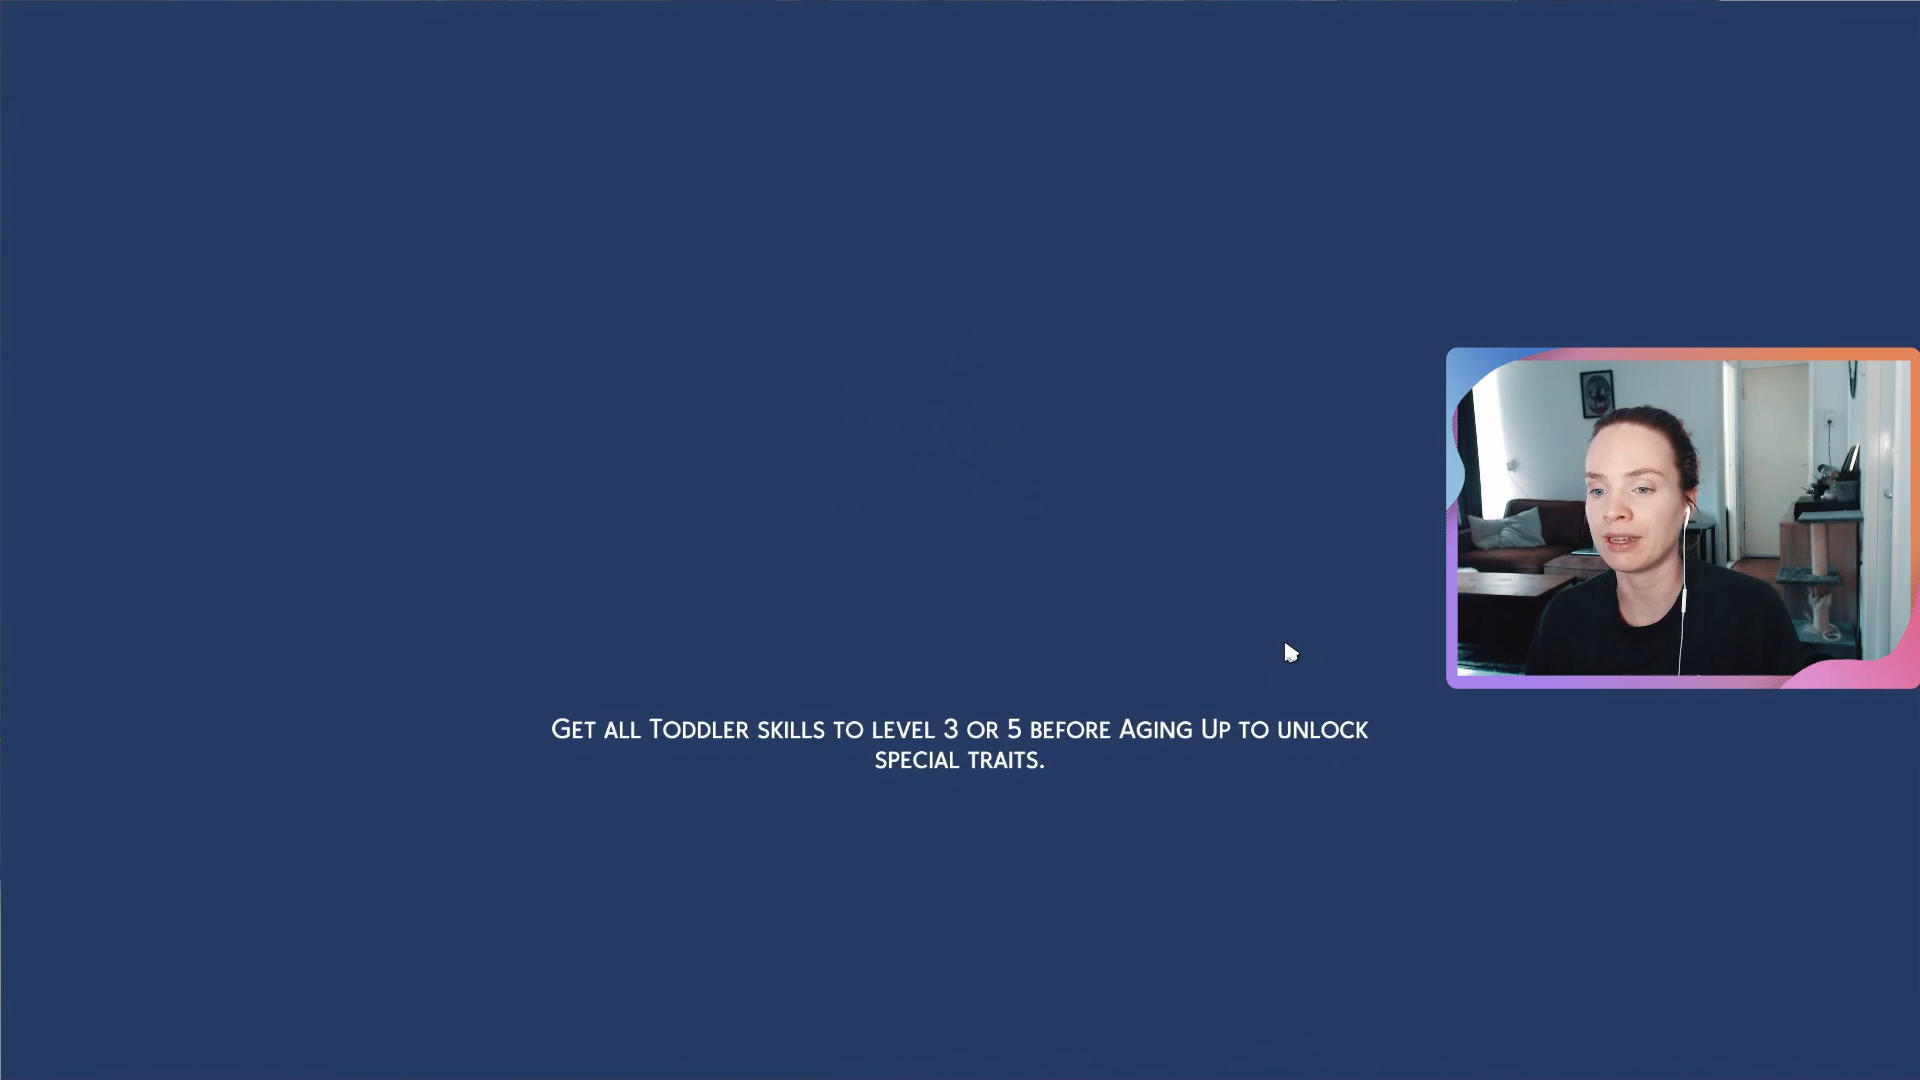 Get all Toddler skills to level 3 or 5 before Aging Up to unlock
special traits.